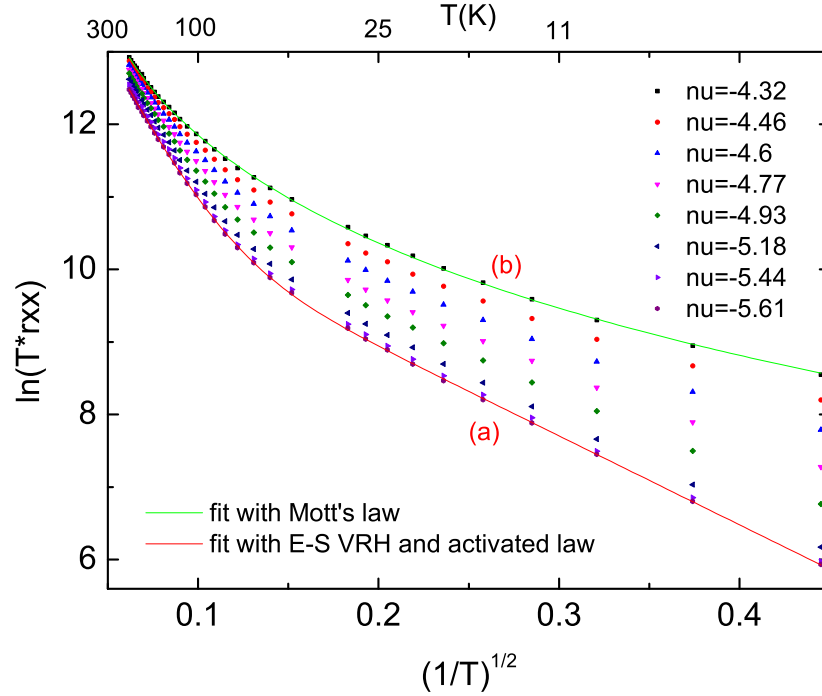 T(K)
300 100 25 11
nu=-4.32
nu=-4.46
nu=-4.6
nu=-4.77
nu=-4.93
nu=-5.18
nu=-5.44
nu=-5.61
12
10
8
6
ln(T*rxx)
(b)
(a)
fit with Mott's law
fit with E-S VRH and activated law
0.1 0.2 0.3 0.4
(1/T)^1/2